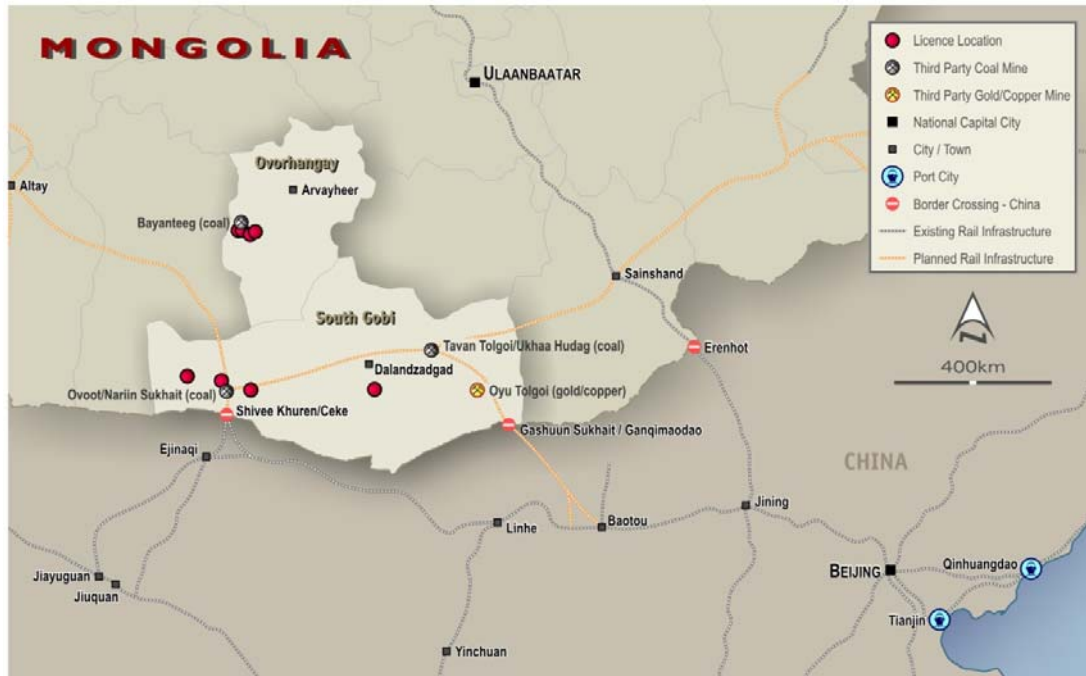 MONGOLIA
ULAANBAATAR
Licence Location
Third Party Coal Mine
Third Party Gold/Copper Mine
National Capital City
City / Town
Port City
Border Crossing - China
Existing Rail Infrastructure
Planned Rail Infrastructure
Ovorhangay
Altay
Arvayheer
Bayanteeg (coal)
Sainshand
N
400km
South Gobi
Tavan Tolgoi/Ukhaa Hudag (coal)
Erenhot
Dalandzadgad
Ovoot/Nariin Sukhait (coal)
Oyu Tolgoi (gold/copper)
Shivee Khuren/Ceke
Gashuun Sukhait / Ganqimaodao
Ejinaqi
CHINA
Linhe
Baotou
Jining
Jiayuguan
Jiuquan
BEIJING
Qinhuangdao
Tianjin
Yinchuan